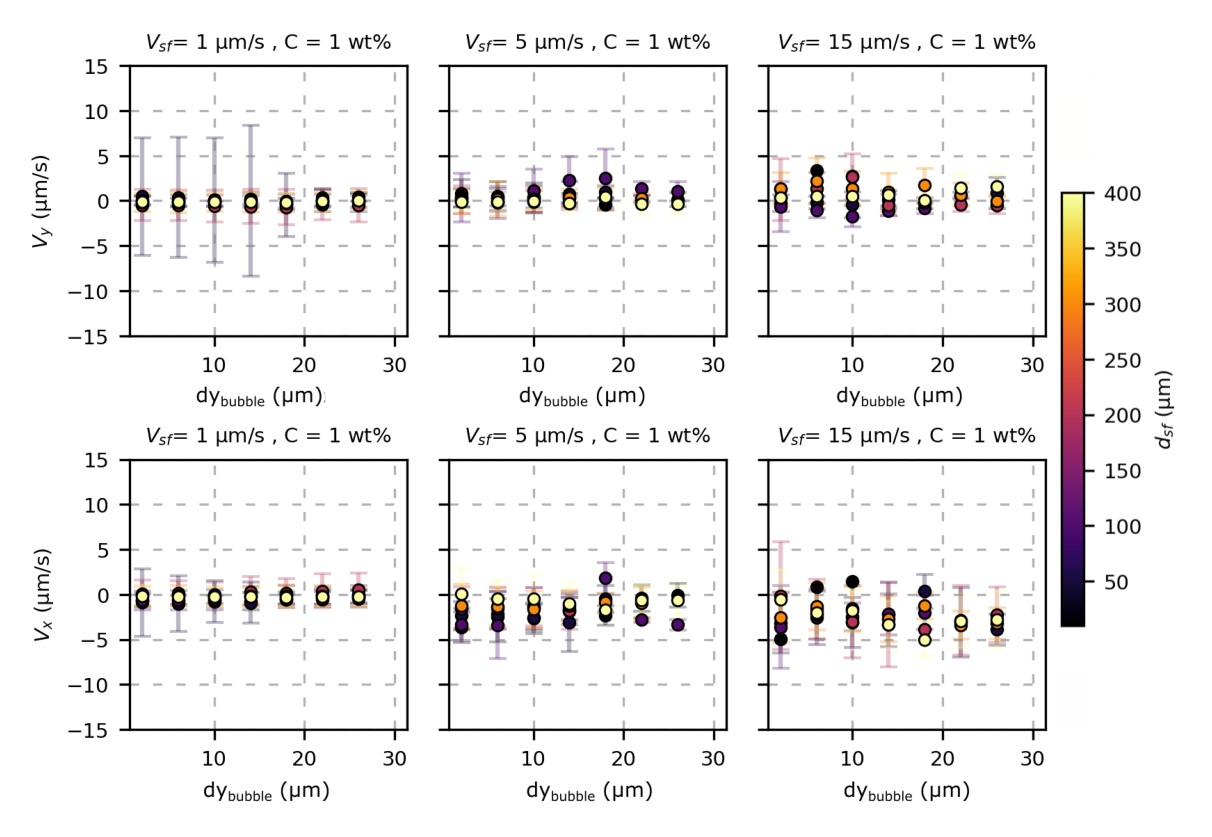 V_sf= 1 µm/s , C = 1 wt%
V_sf= 5 µm/s , C = 1 wt%
V_sf= 15 µm/s , C = 1 wt%
15
10
5
0
−5
−10
−15
V_y (µm/s)
10
20
30
10
20
30
10
20
30
dy_bubble (µm)
dy_bubble (µm)
dy_bubble (µm)
V_sf= 1 µm/s , C = 1 wt%
V_sf= 5 µm/s , C = 1 wt%
V_sf= 15 µm/s , C = 1 wt%
15
10
5
0
−5
−10
−15
V_x (µm/s)
10
20
30
10
20
30
10
20
30
dy_bubble (µm)
dy_bubble (µm)
dy_bubble (µm)
400
350
300
250
200
150
100
50
d_sf (µm)